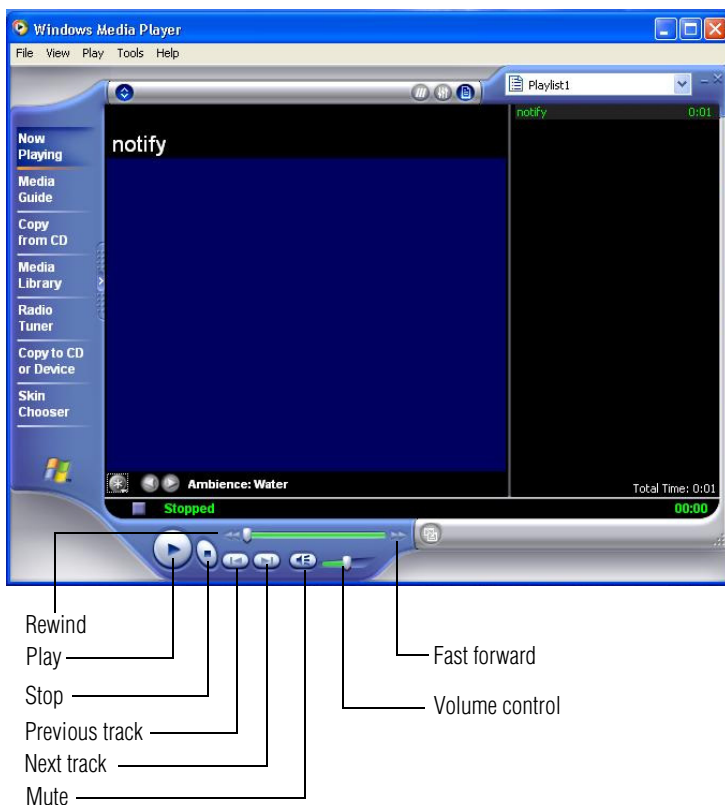 Windows Media Player
File View Play Tools Help
Playlist1
notify 0:01
notify
Now
Playing
Media
Guide
Copy
from CD
Media
Library
Radio
Tuner
Copy to CD
or Device
Skin
Chooser
Ambience: Water
Total Time: 0:01
Stopped 00:00
Rewind
Play
Stop
Previous track
Next track
Mute
Fast forward
Volume control